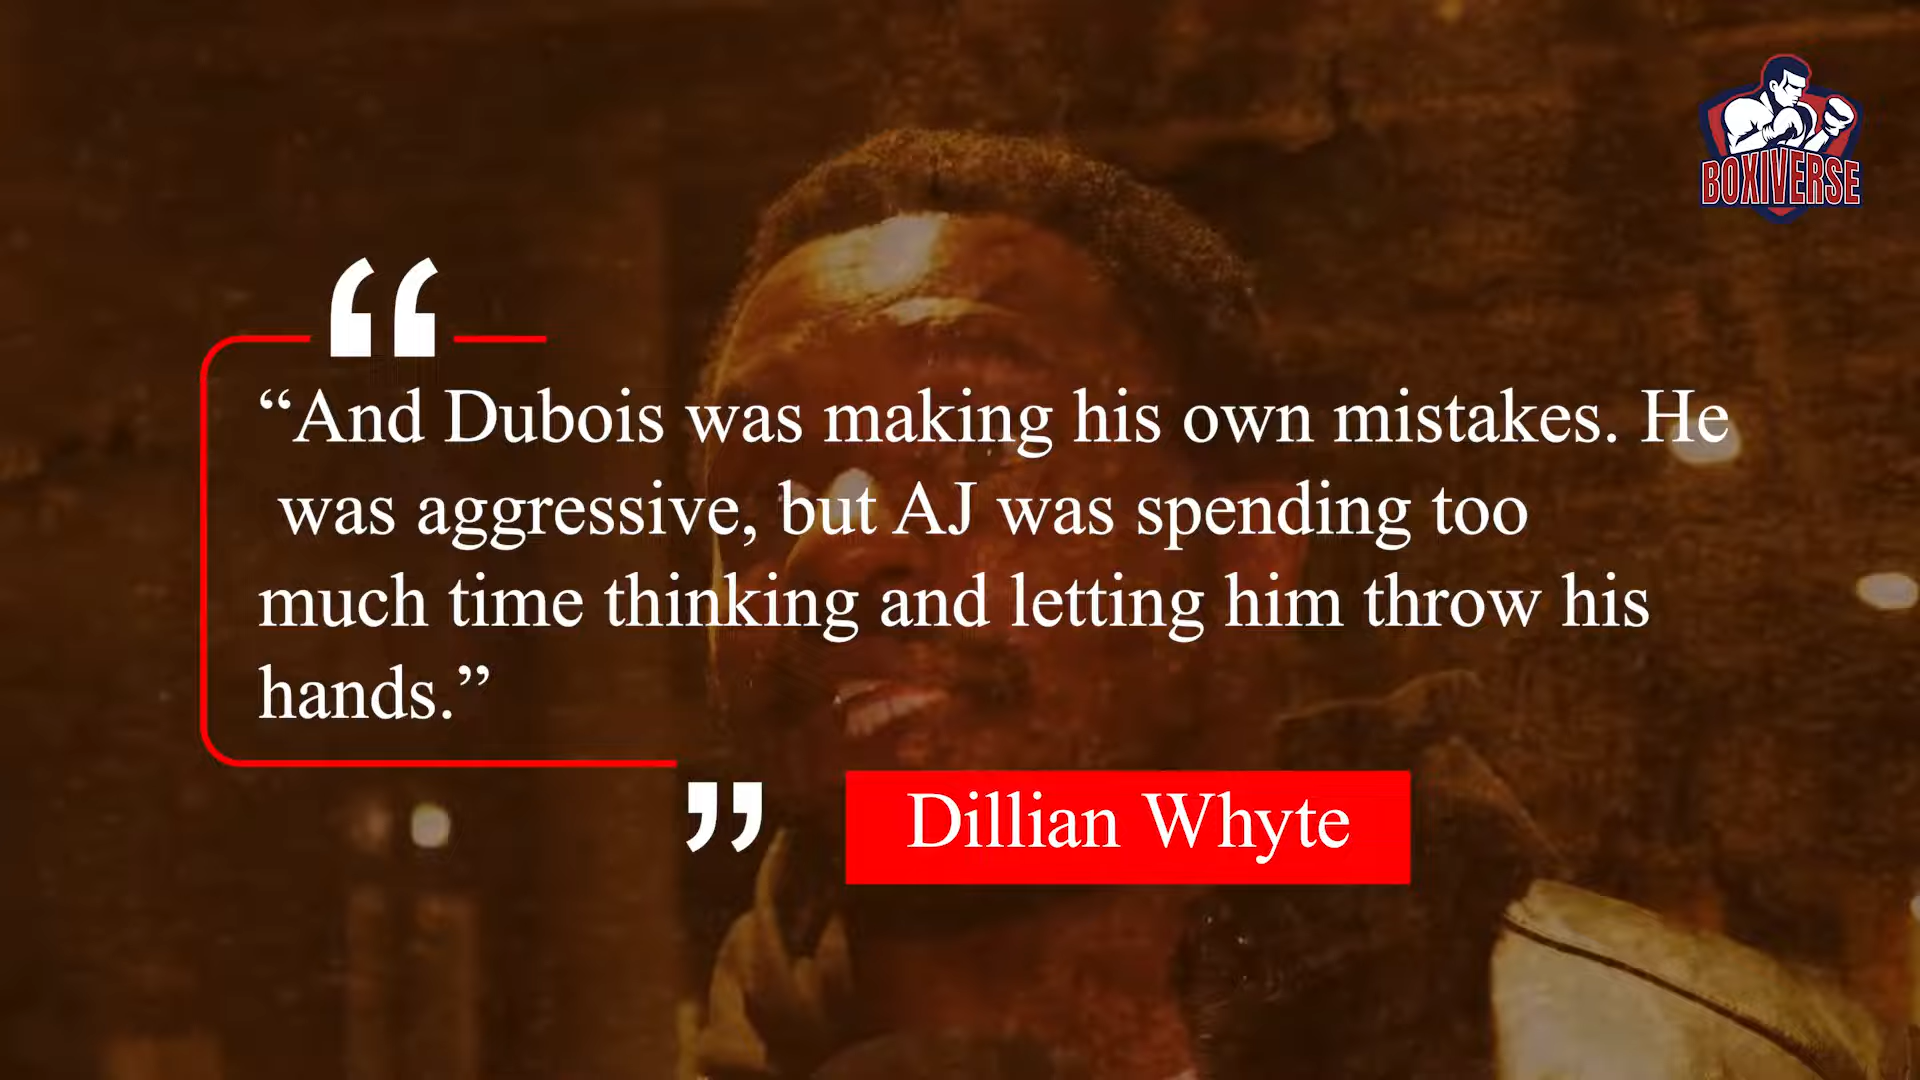 BOXIVERSE
“And Dubois was making his own mistakes. He
was aggressive, but AJ was spending too
much time thinking and letting him throw his
hands.”
Dillian Whyte